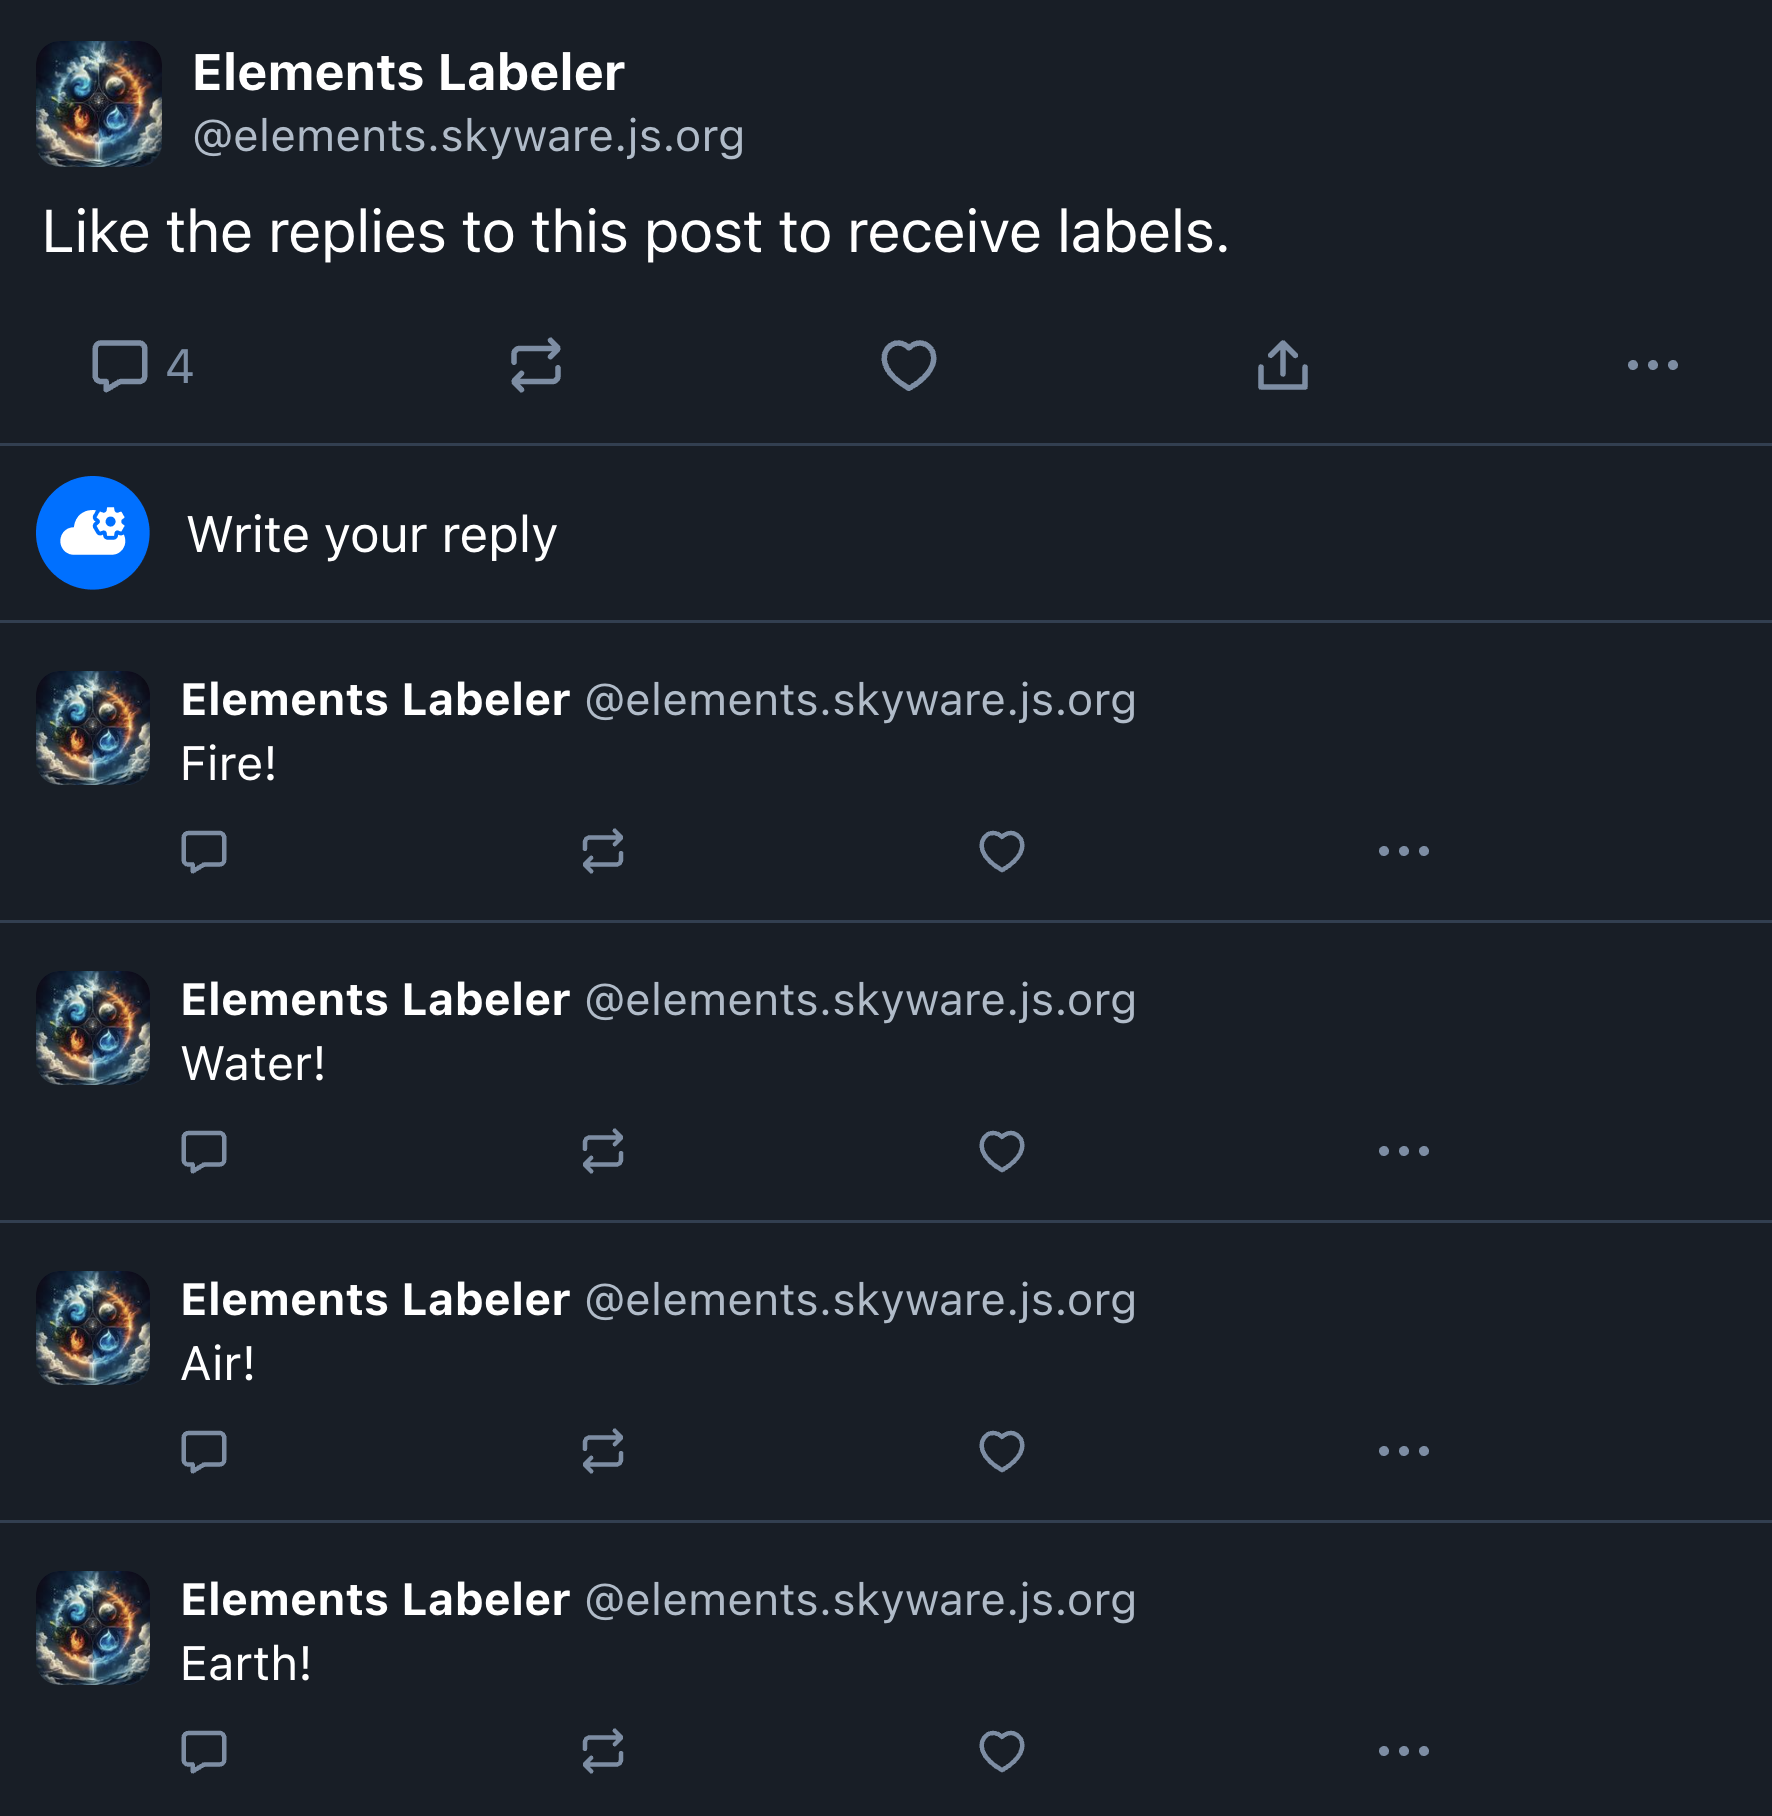 Elements Labeler
@elements.skyware.js.org
Like the replies to this post to receive labels.
4
Write your reply
Elements Labeler @elements.skyware.js.org
Fire!
Elements Labeler @elements.skyware.js.org
Water!
Elements Labeler @elements.skyware.js.org
Air!
Elements Labeler @elements.skyware.js.org
Earth!